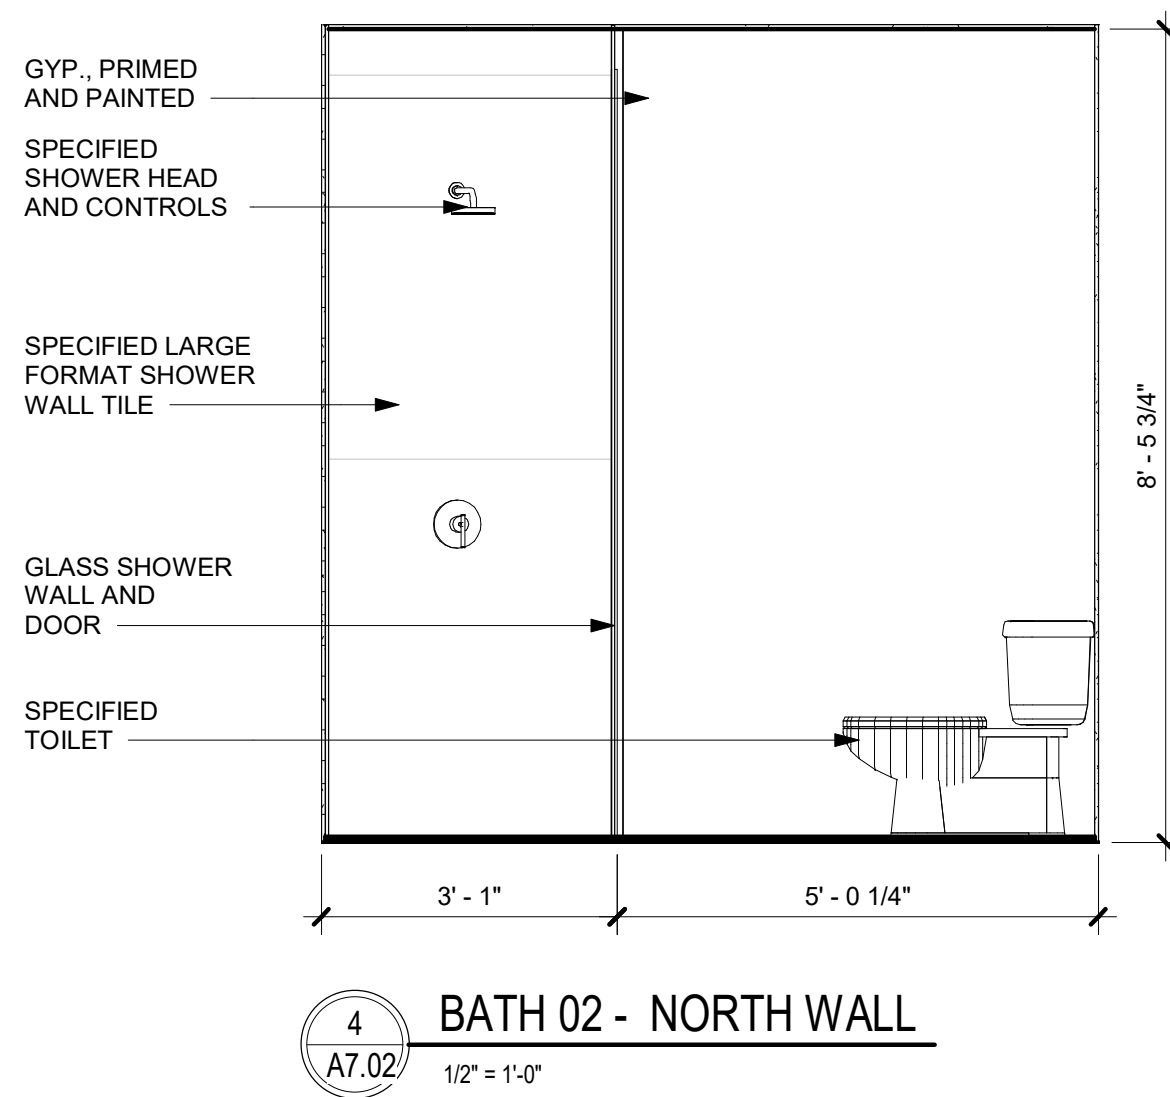 GYP., PRIMED
AND PAINTED
SPECIFIED
SHOWER HEAD
AND CONTROLS
SPECIFIED LARGE
FORMAT SHOWER
WALL TILE
GLASS SHOWER
WALL AND
DOOR
SPECIFIED
TOILET
8' - 5 3/4"
3' - 1"
5' - 0 1/4"
4
A7.02
BATH 02 - NORTH WALL
1/2" = 1'-0"